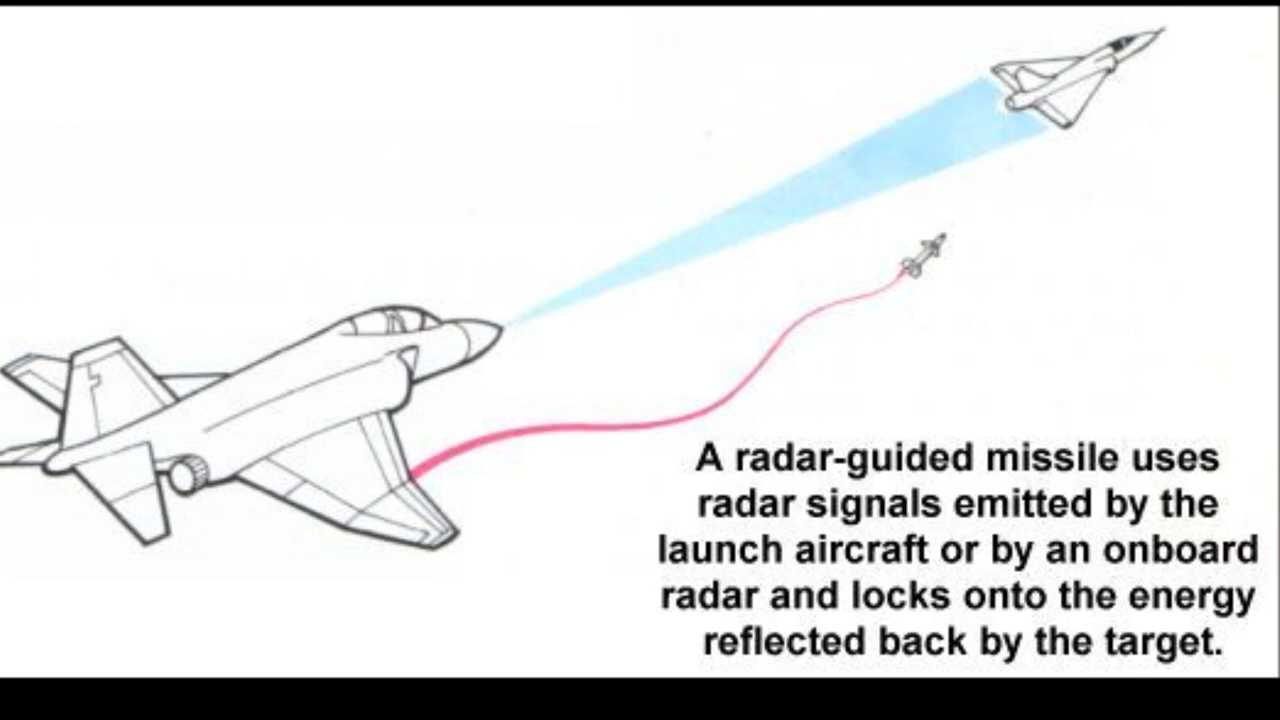 A radar-guided missile uses
radar signals emitted by the
launch aircraft or by an onboard
radar and locks onto the energy
reflected back by the target.